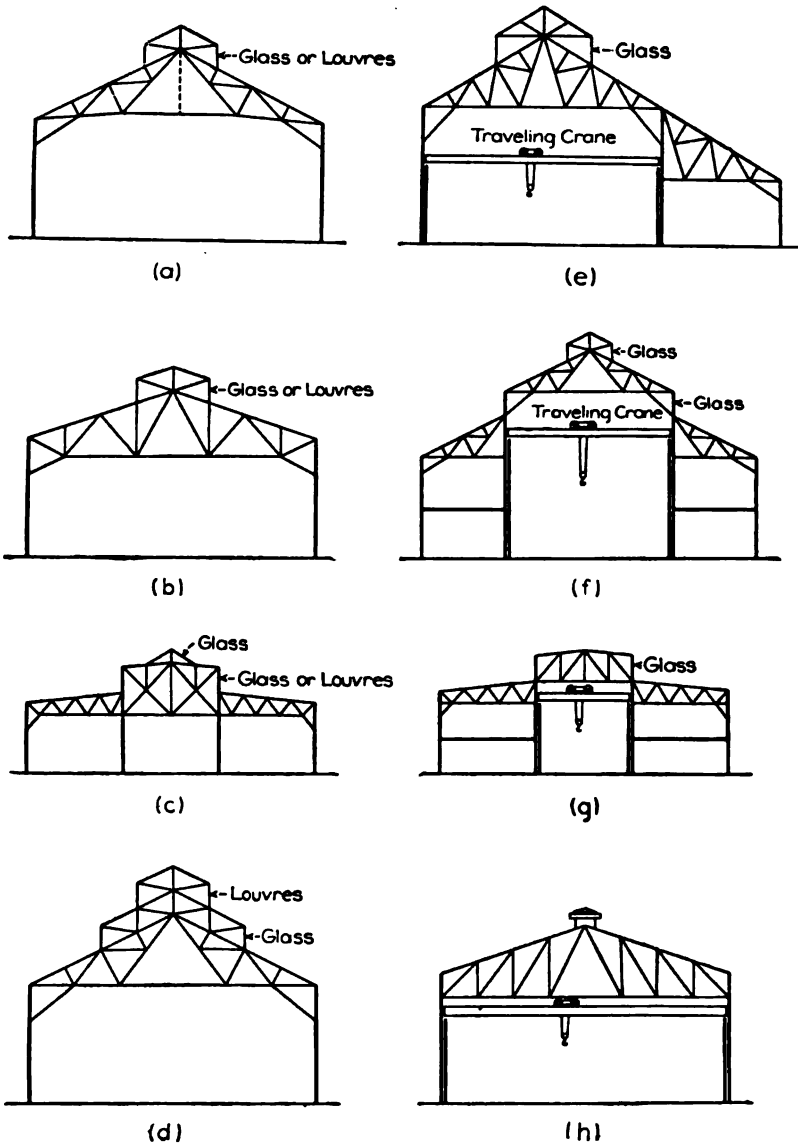 Glass or Louvres
(a)
Glass or Louvres
(b)
Glass
Glass or Louvres
(c)
Louvres
Glass
(d)
Glass
Traveling Crane
(e)
Glass
Glass
Traveling Crane
(f)
Glass
(g)
(h)